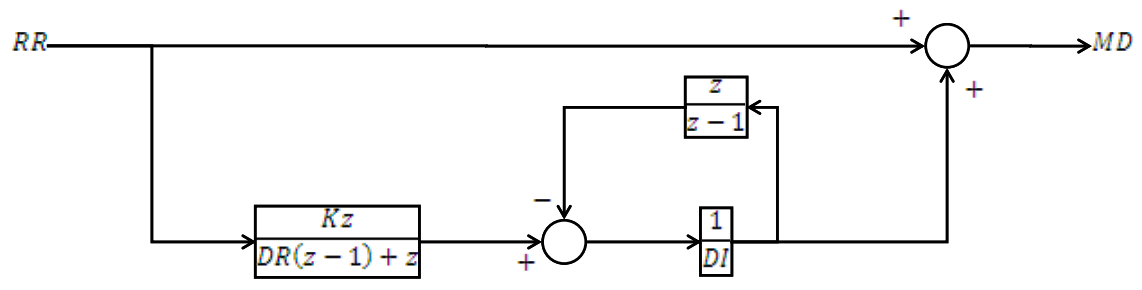 RR
+
MD
+
z
z − 1
−
Kz
DR(z − 1) + z
+
1
DI